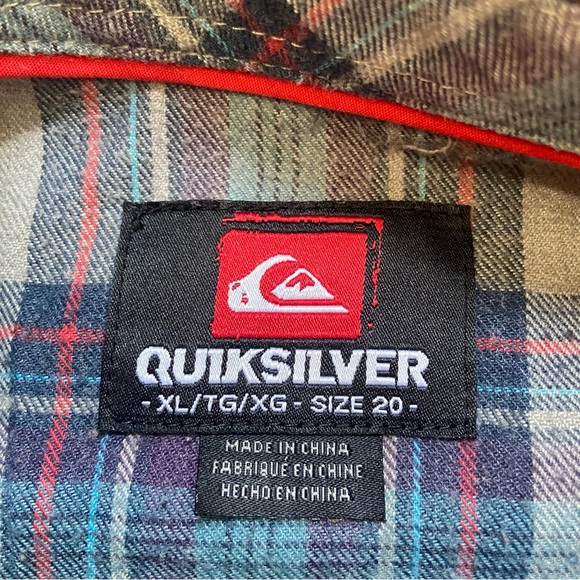 QUIKSILVER
- XL/TG/XG - SIZE 20 -
MADE IN CHINA
FABRIQUÉ EN CHINE
HECHO EN CHINA